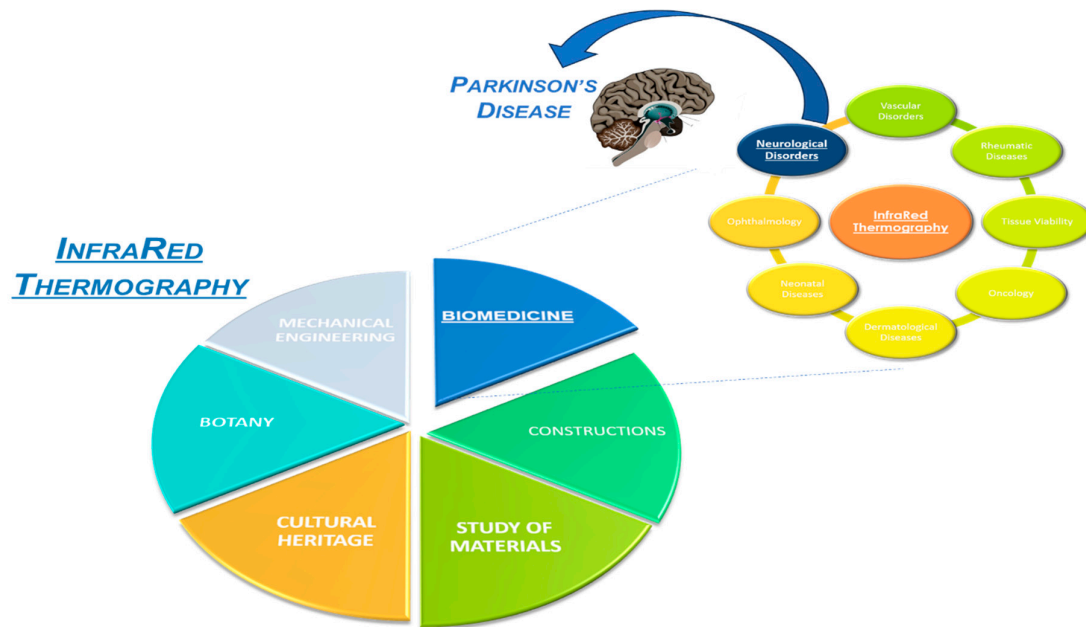 PARKINSON'S
DISEASE
Vascular
Disorders
Neurological
Disorders
Rheumatic
Diseases
Ophthalmology
InfraRed
Thermography
Tissue Viability
Neonatal
Diseases
Oncology
Dermatological
Diseases
INFRARED
THERMOGRAPHY
MECHANICAL
ENGINEERING
BIOMEDICINE
BOTANY
CONSTRUCTIONS
CULTURAL
HERITAGE
STUDY OF
MATERIALS